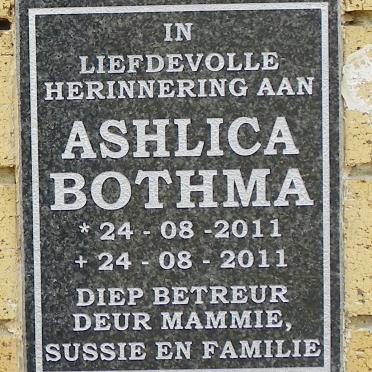 IN
LIEFDEVOLLE
HERINNERING AAN
ASHLICA
BOTHMA
* 24 - 08 -2011
+ 24 - 08 - 2011
DIEP BETREUR
DEUR MAMMIE,
SUSSIE EN FAMILIE